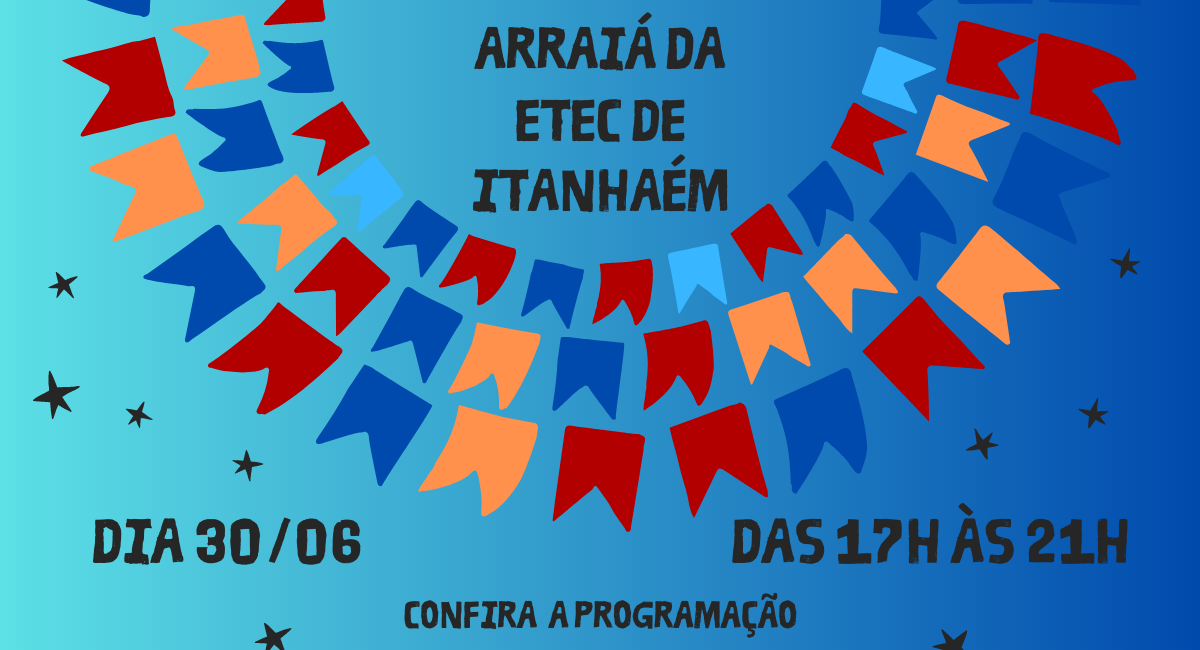 ARRAIÁ DA
ETEC DE
ITANHAÉM
DIA 30/06
DAS 17H ÀS 21H
CONFIRA A PROGRAMAÇÃO